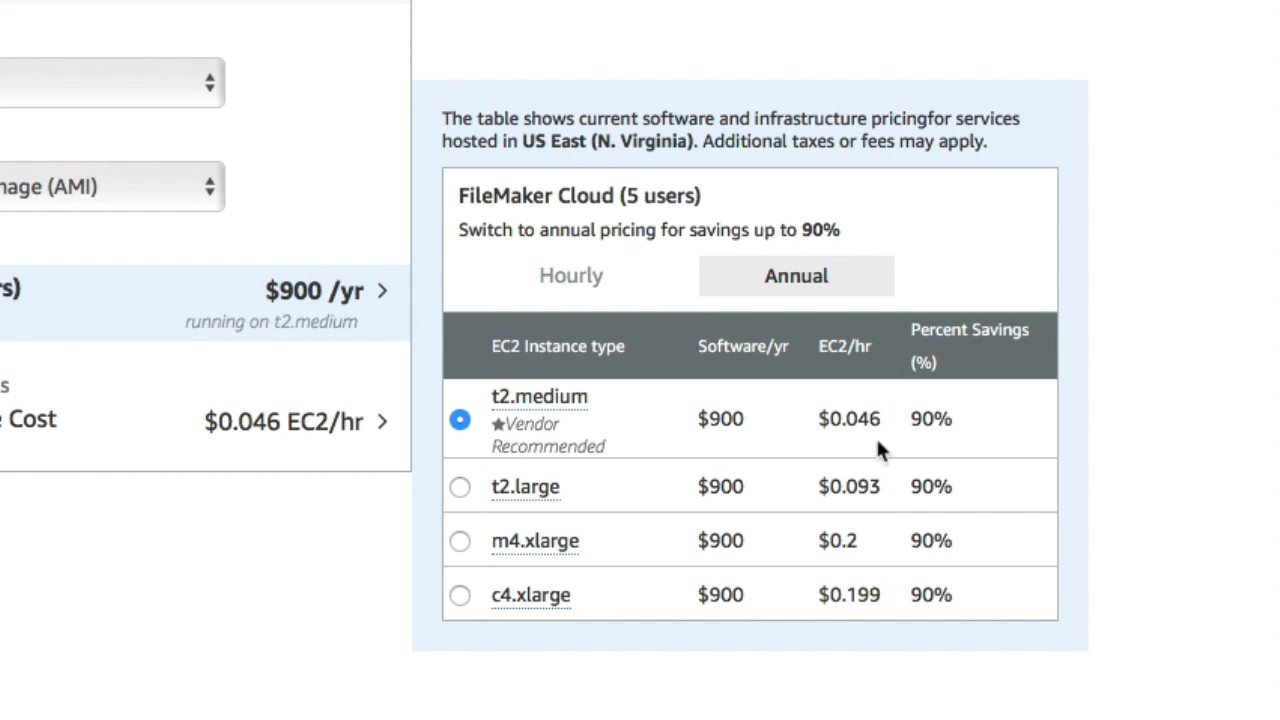 The table shows current software and infrastructure pricingfor services
hosted in US East (N. Virginia). Additional taxes or fees may apply.
nage (AMI)
FileMaker Cloud (5 users)
Switch to annual pricing for savings up to 90%
Hourly Annual
rs) $900 /yr >
running on t2.medium
EC2 Instance type Software/yr EC2/hr Percent Savings
(%)
s
e Cost $0.046 EC2/hr >
t2.medium $900 $0.046 90%
★Vendor
Recommended
t2.large $900 $0.093 90%
m4.xlarge $900 $0.2 90%
c4.xlarge $900 $0.199 90%